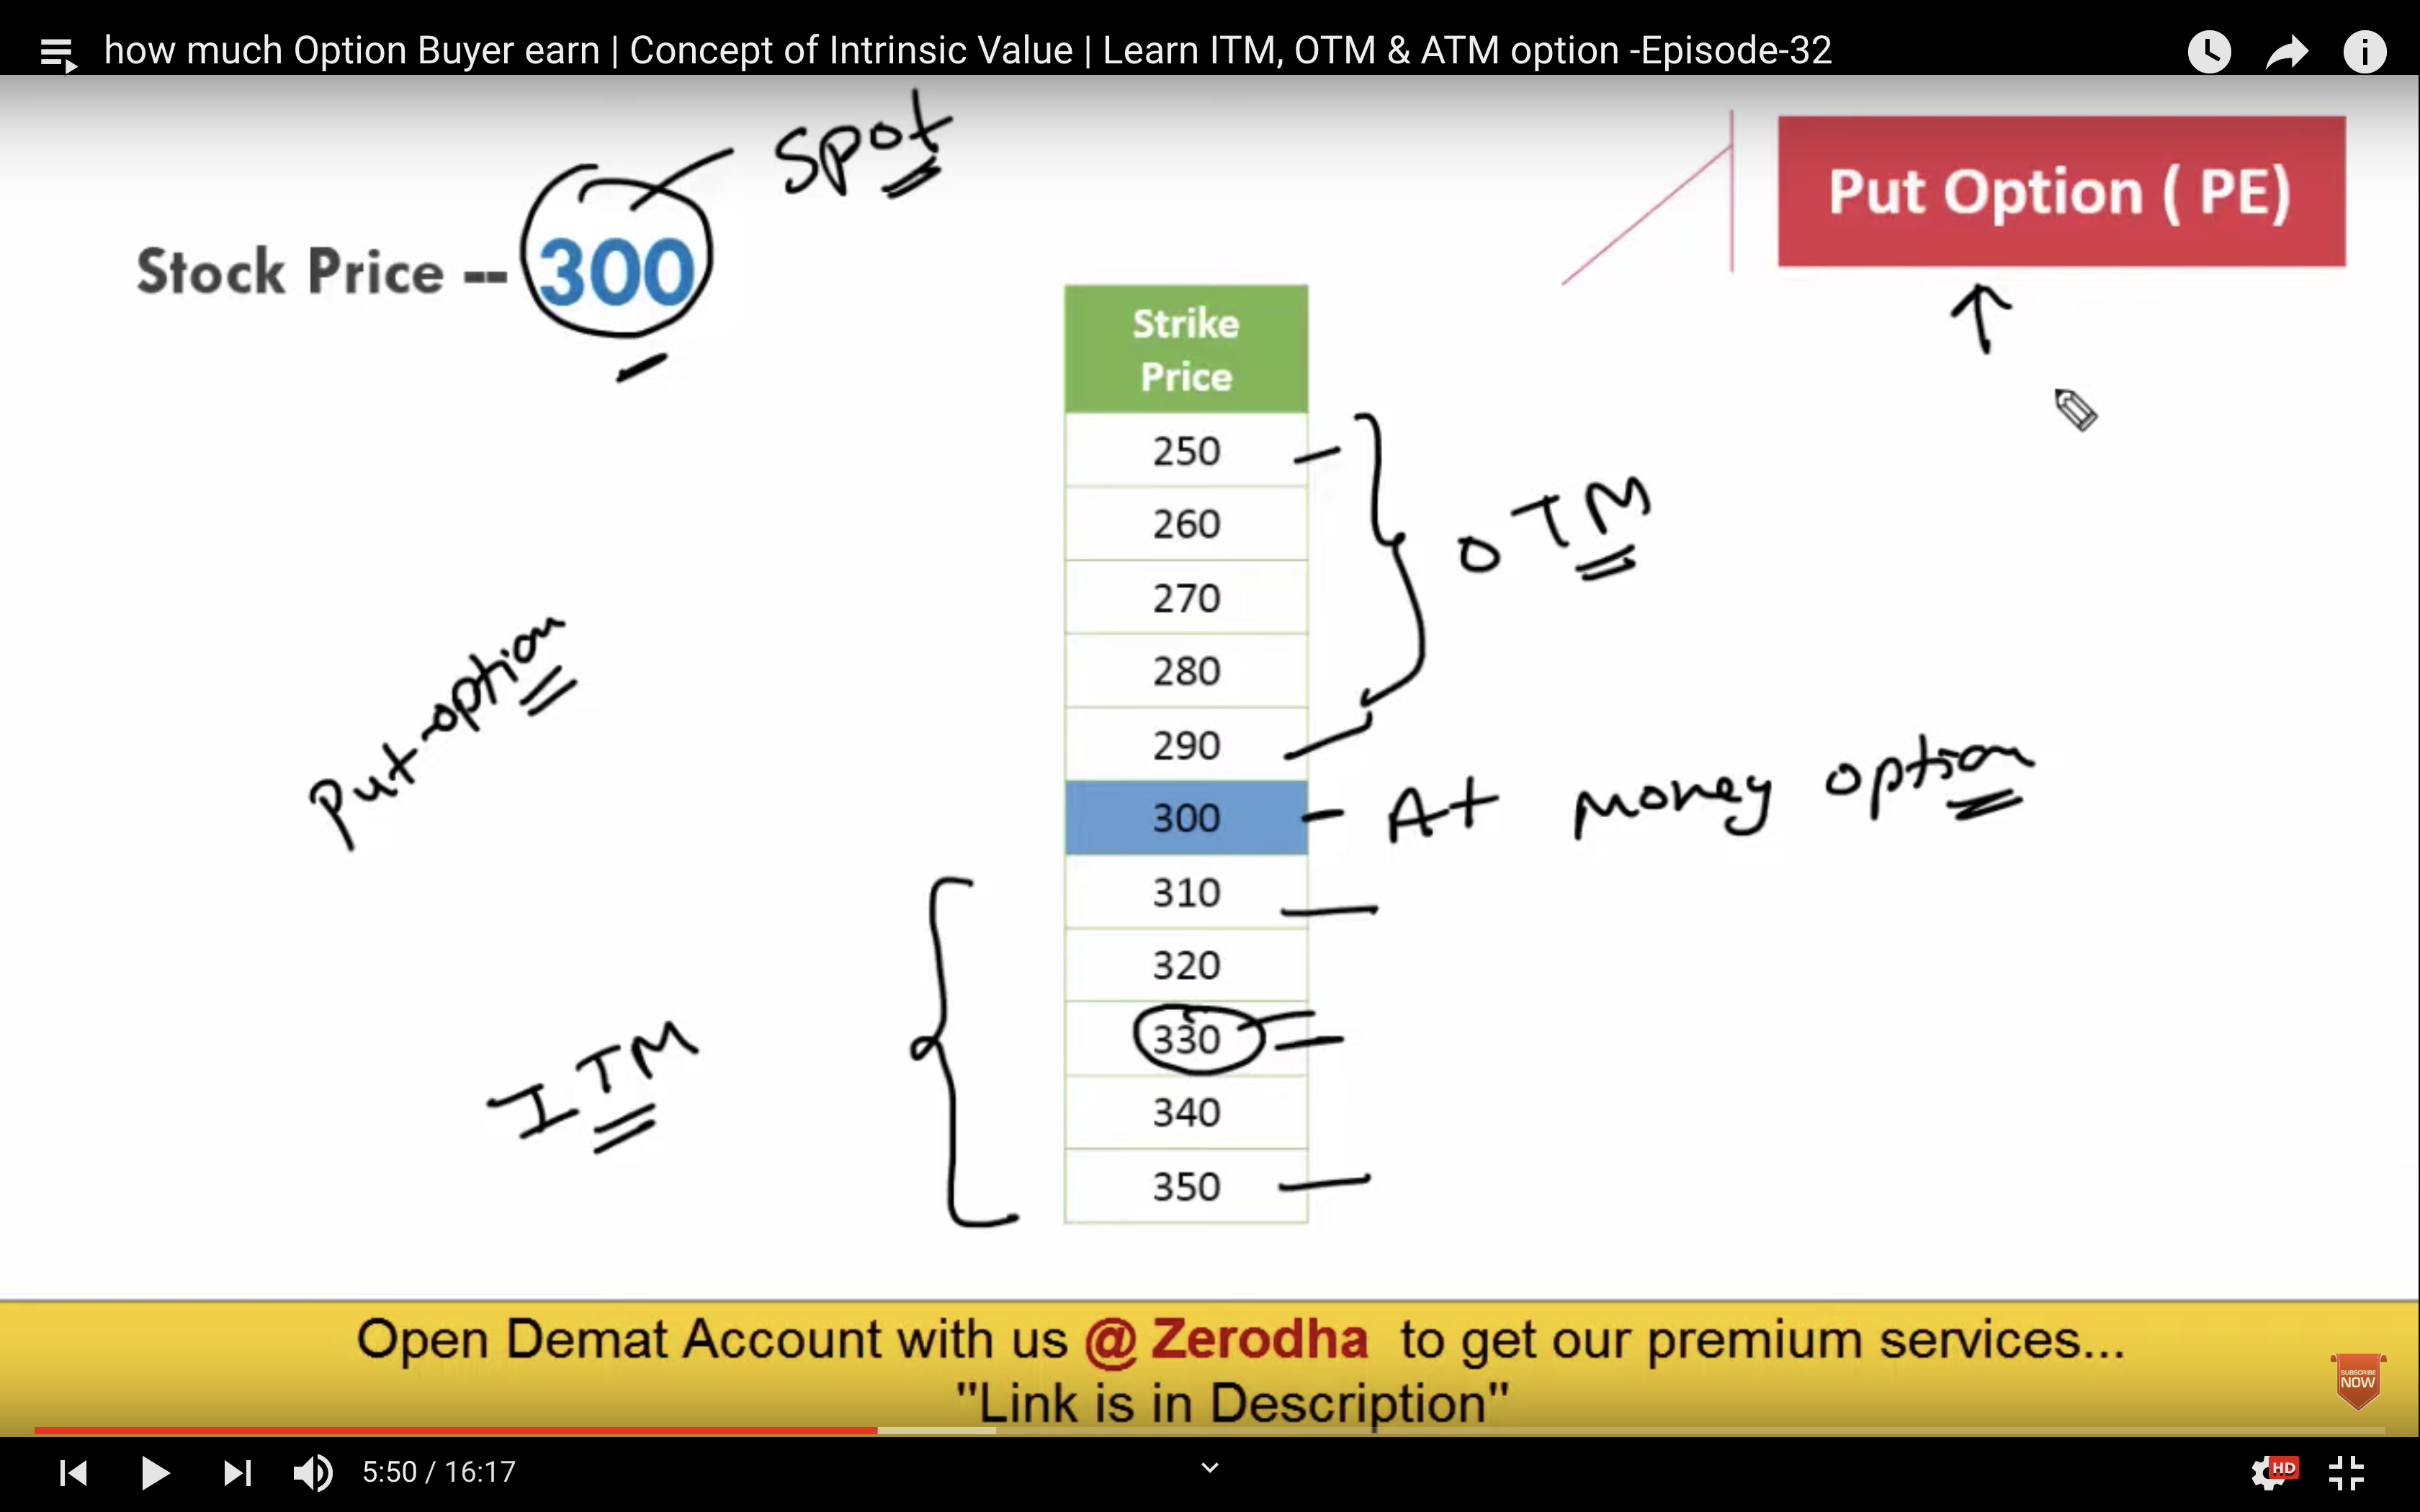 how much Option Buyer earn | Concept of Intrinsic Value | Learn ITM, OTM & ATM option -Episode-32
Spot
Put Option ( PE)
Stock Price -- 300
Strike
Price
250
260
OTM
270
280
Put-option
290
300
At money option
310
320
330
ITM
340
350
Open Demat Account with us @ Zerodha to get our premium services...
"Link is in Description"
SUBSCRIBE
NOW
5:50 / 16:17
HD